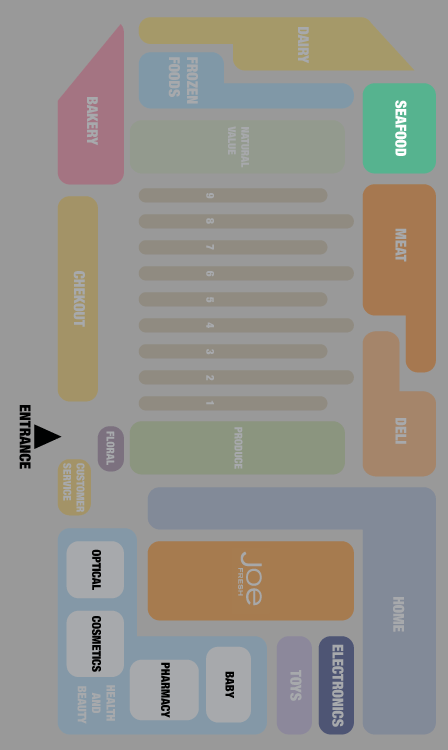 DAIRY
FROZEN
FOODS
BAKERY
SEAFOOD
NATURAL
VALUE
9
8
7
6
5
4
3
2
1
MEAT
CHEKOUT
DELI
ENTRANCE
FLORAL
PRODUCE
CUSTOMER
SERVICE
HOME
JOE
FRESH
OPTICAL
COSMETICS
HEALTH
AND
BEAUTY
PHARMACY
BABY
TOYS
ELECTRONICS